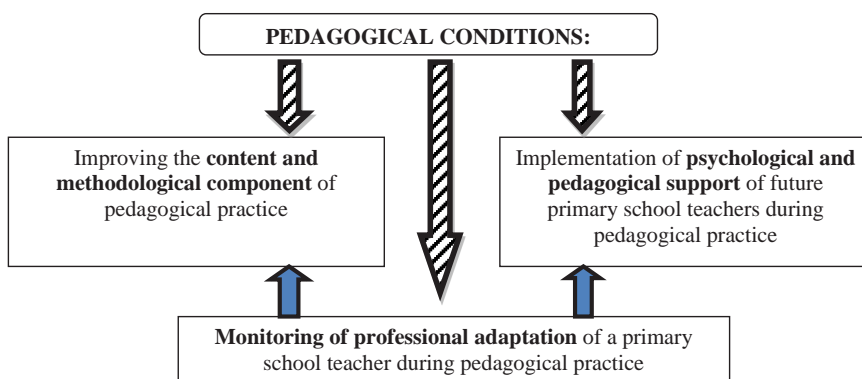 PEDAGOGICAL CONDITIONS:
Improving the content and
methodological component of
pedagogical practice
Implementation of psychological and
pedagogical support of future
primary school teachers during
pedagogical practice
Monitoring of professional adaptation of a primary
school teacher during pedagogical practice